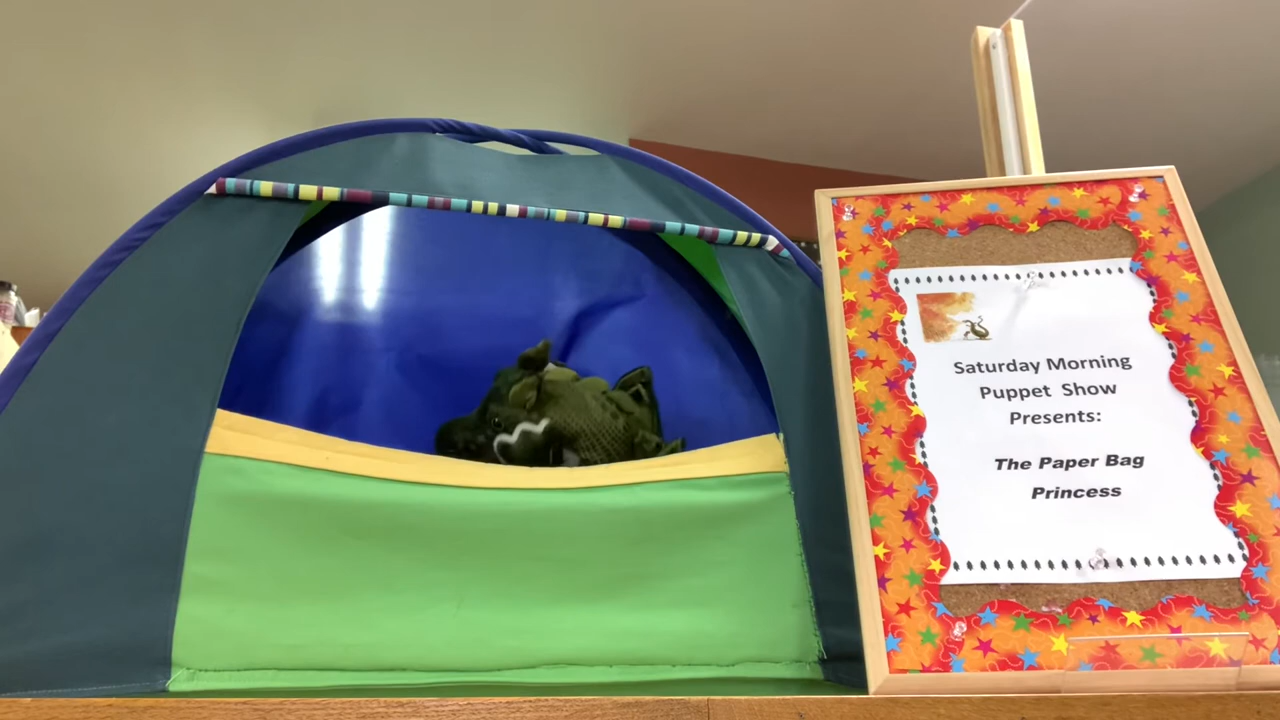 Saturday Morning
Puppet Show
Presents:
The Paper Bag
Princess